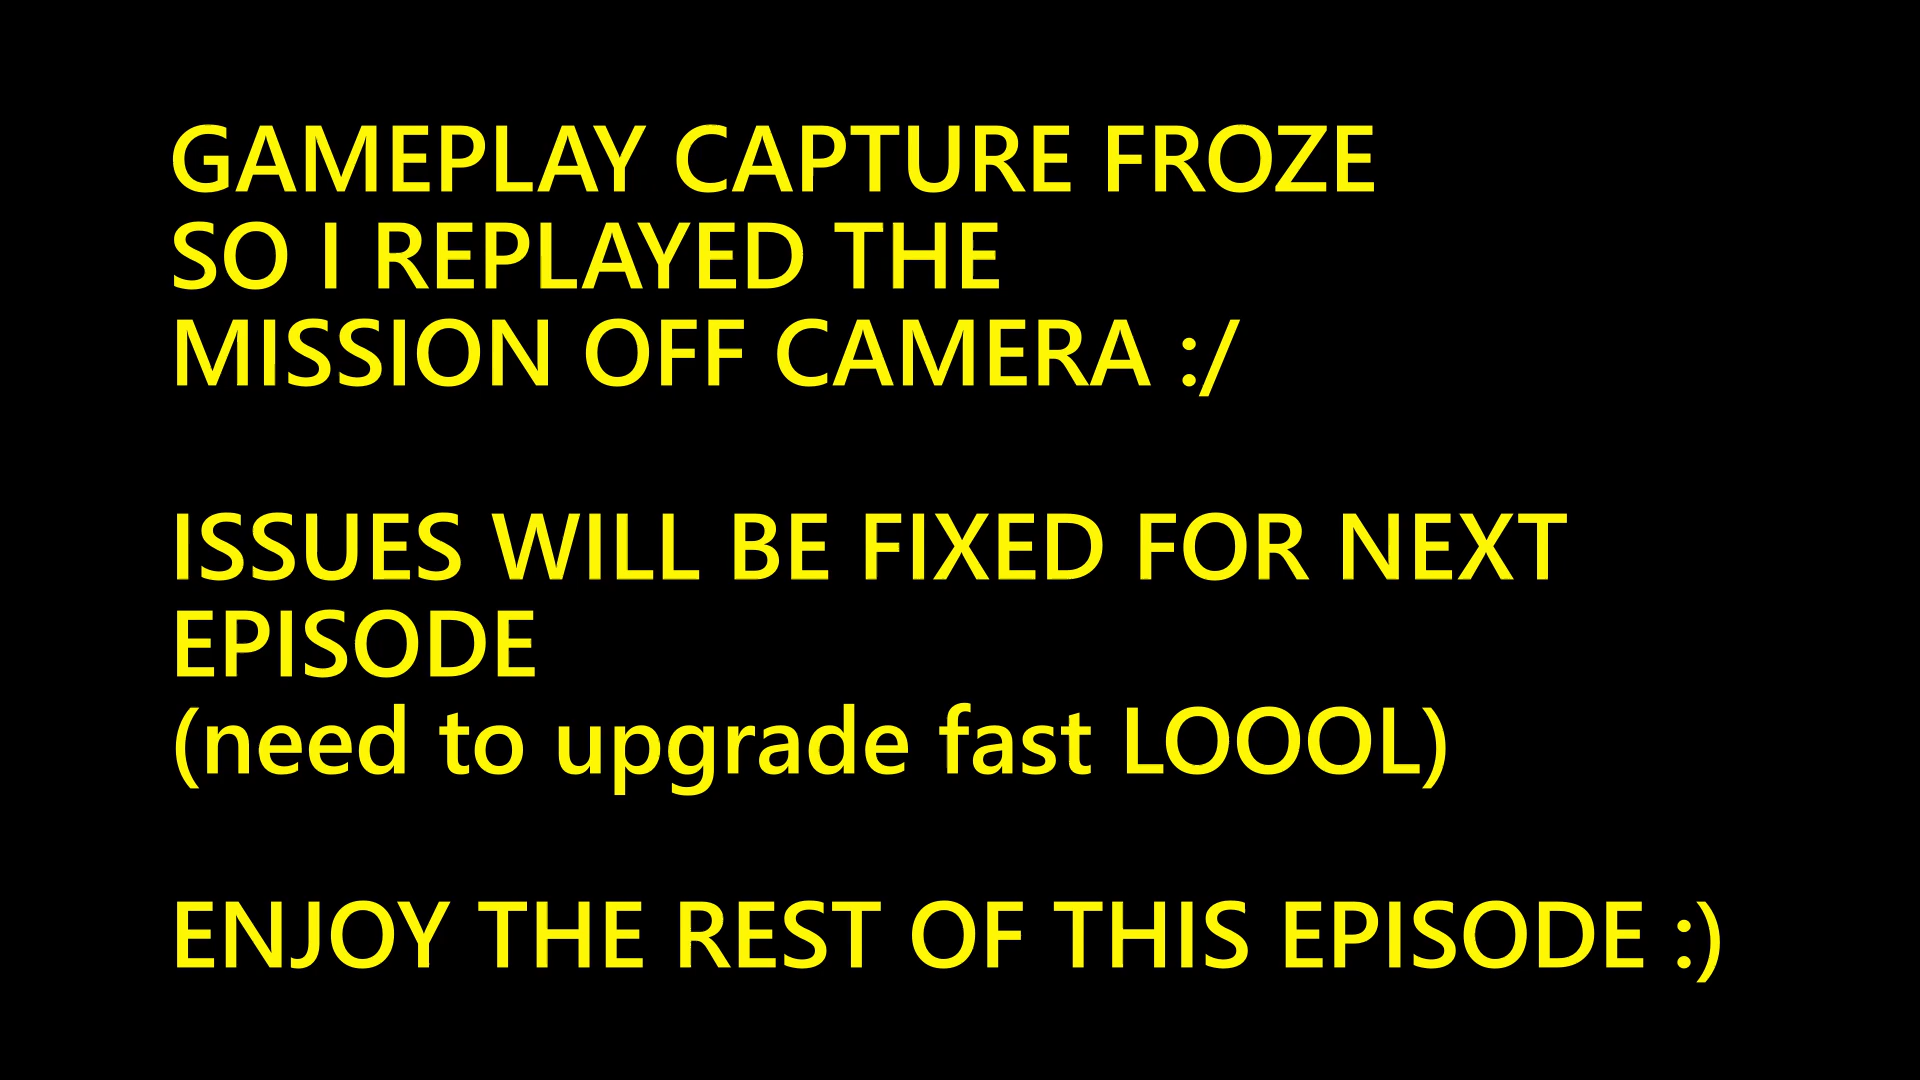 GAMEPLAY CAPTURE FROZE
SO I REPLAYED THE
MISSION OFF CAMERA :/
ISSUES WILL BE FIXED FOR NEXT
EPISODE
(need to upgrade fast LOOOL)
ENJOY THE REST OF THIS EPISODE :)